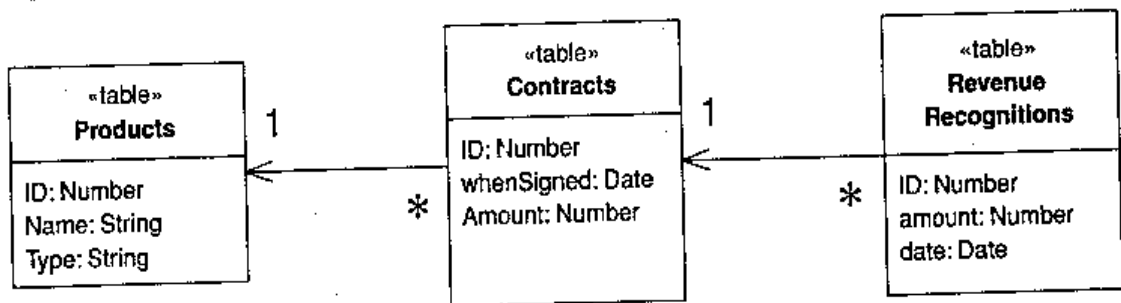 «table»
Products
ID: Number
Name: String
Type: String
1
*
«table»
Contracts
ID: Number
whenSigned: Date
Amount: Number
1
*
«table»
Revenue
Recognitions
ID: Number
amount: Number
date: Date